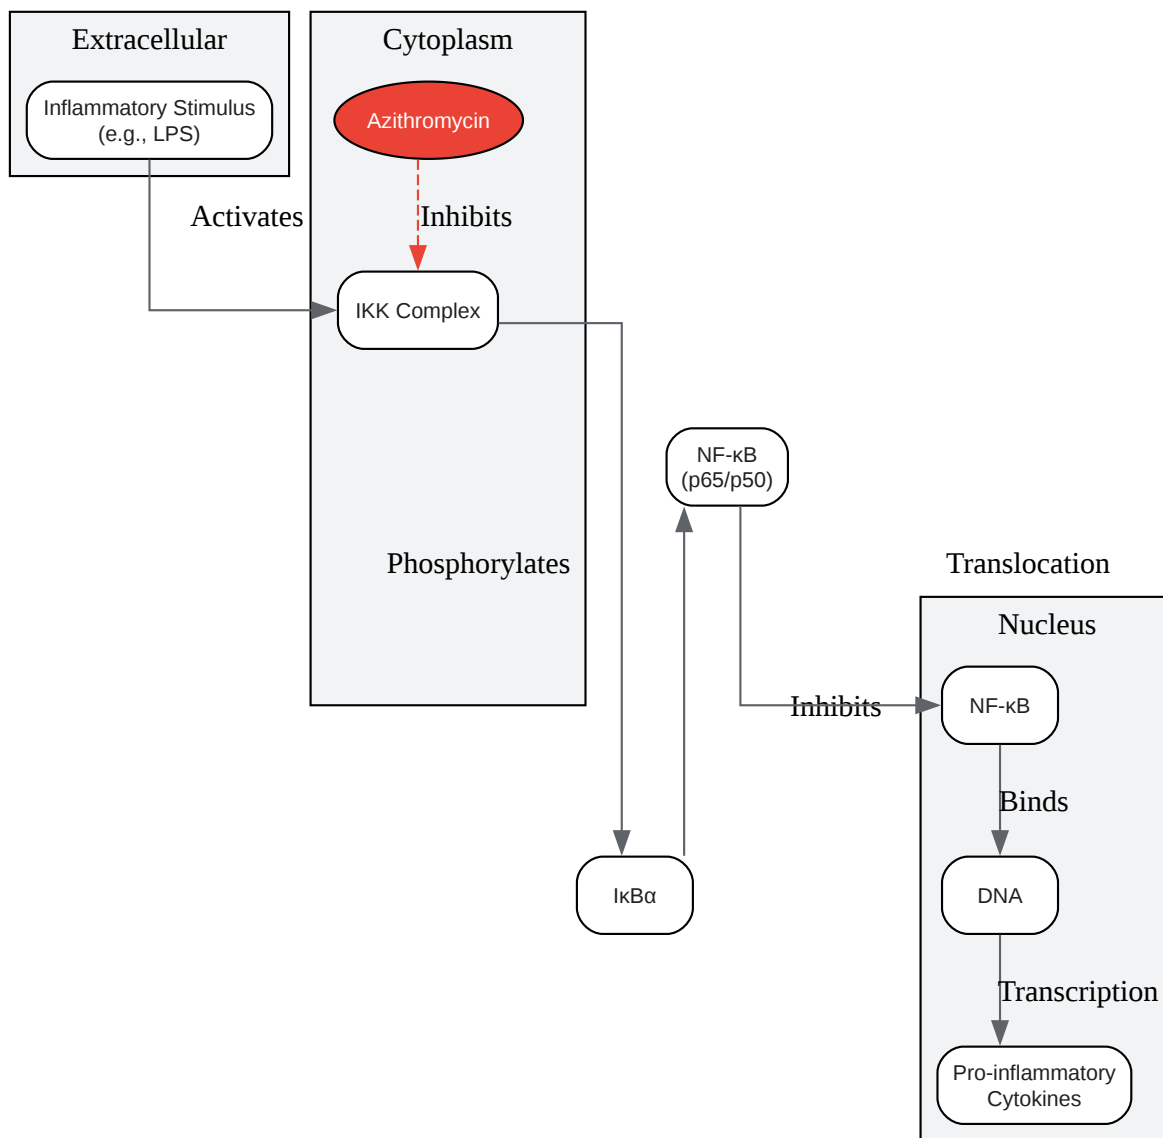 Extracellular
Inflammatory Stimulus
(e.g., LPS)
Cytoplasm
Azithromycin
Activates
Inhibits
IKK Complex
NF-κB
(p65/p50)
Phosphorylates
Translocation
Nucleus
Inhibits
NF-κB
Binds
IκBα
DNA
Transcription
Pro-inflammatory
Cytokines